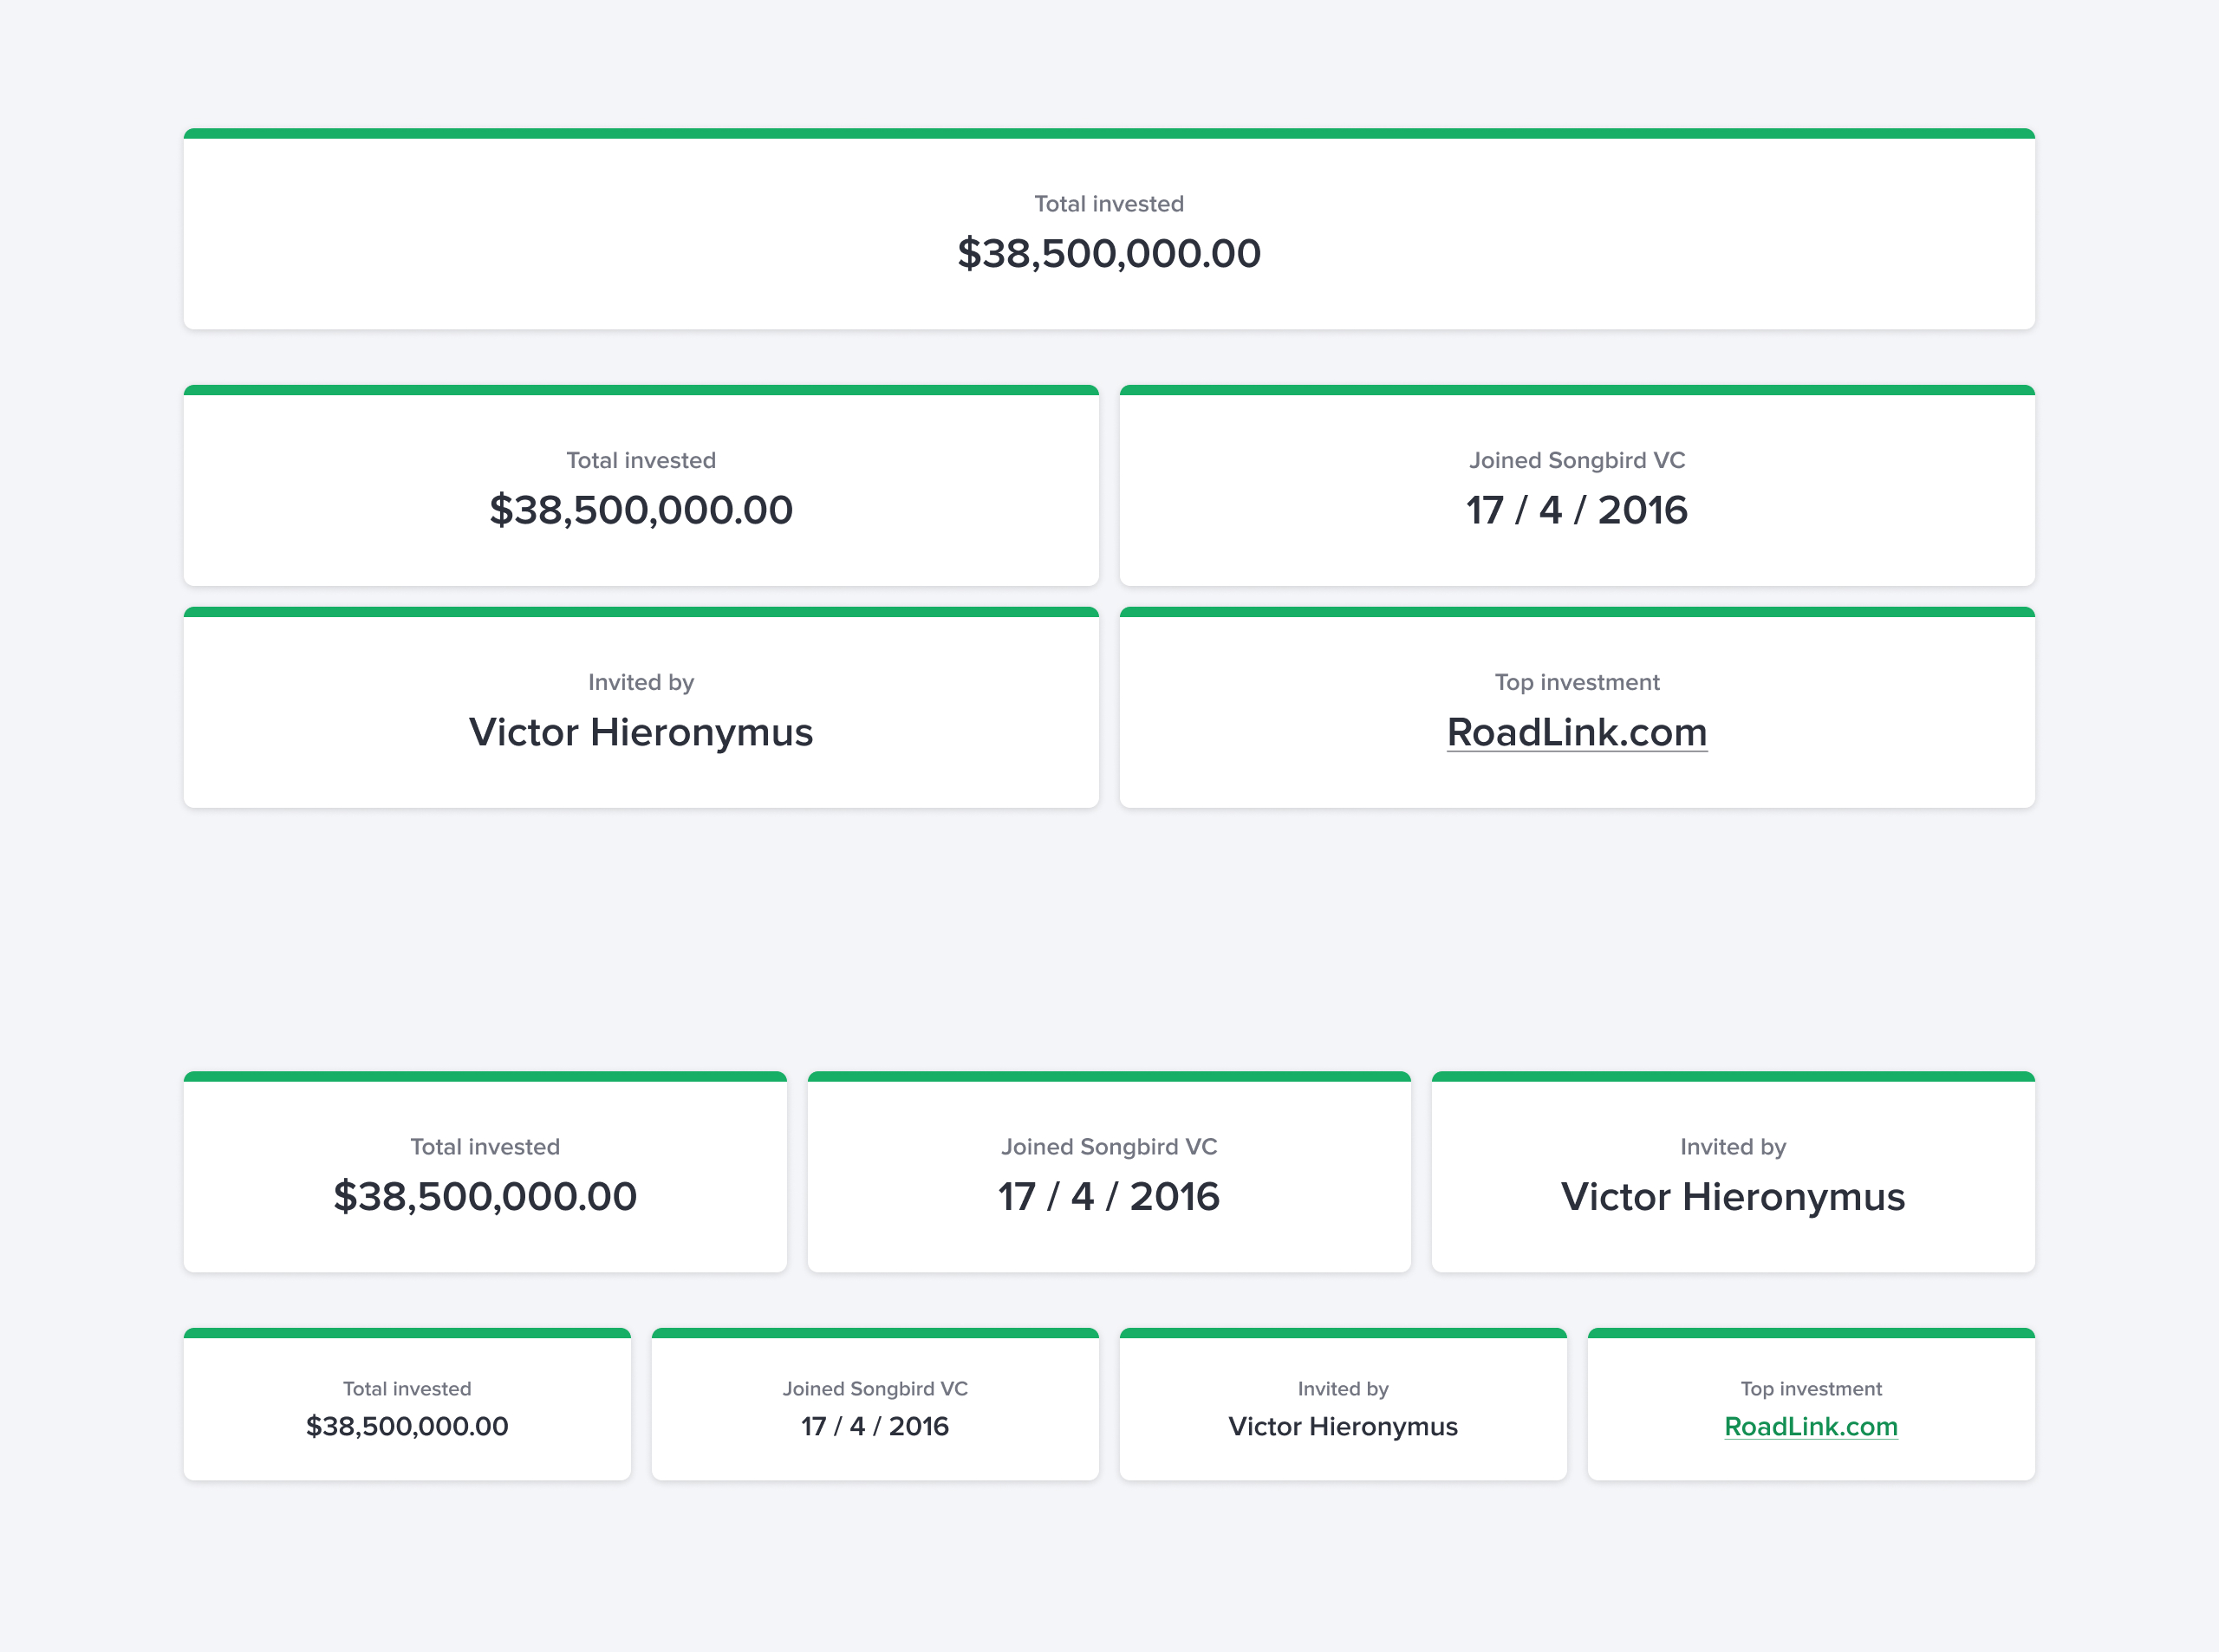 Total invested
$38,500,000.00
Total invested
$38,500,000.00
Joined Songbird VC
17 / 4 / 2016
Invited by
Victor Hieronymus
Top investment
RoadLink.com
Total invested
$38,500,000.00
Joined Songbird VC
17 / 4 / 2016
Invited by
Victor Hieronymus
Total invested
$38,500,000.00
Joined Songbird VC
17 / 4 / 2016
Invited by
Victor Hieronymus
Top investment
RoadLink.com